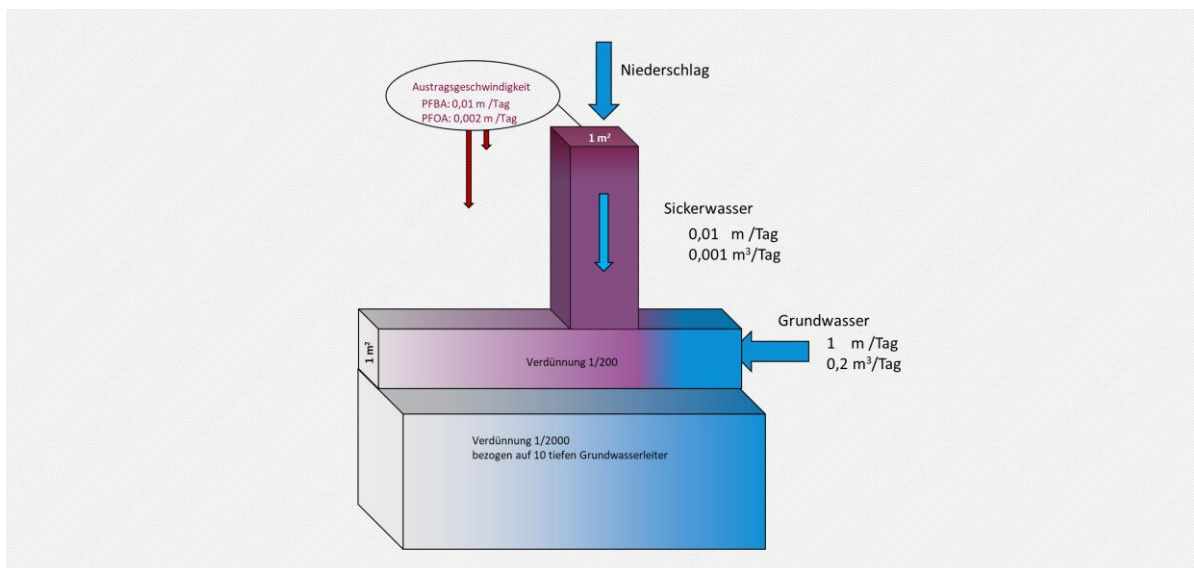 Niederschlag
Austragsgeschwindigkeit
PFBA: 0,01 m /Tag
PFOA: 0,002 m /Tag
1 m²
Sickerwasser
0,01 m /Tag
0,001 m³/Tag
Grundwasser
1 m /Tag
0,2 m³/Tag
1 m²
Verdünnung 1/200
Verdünnung 1/2000
bezogen auf 10 tiefen Grundwasserleiter